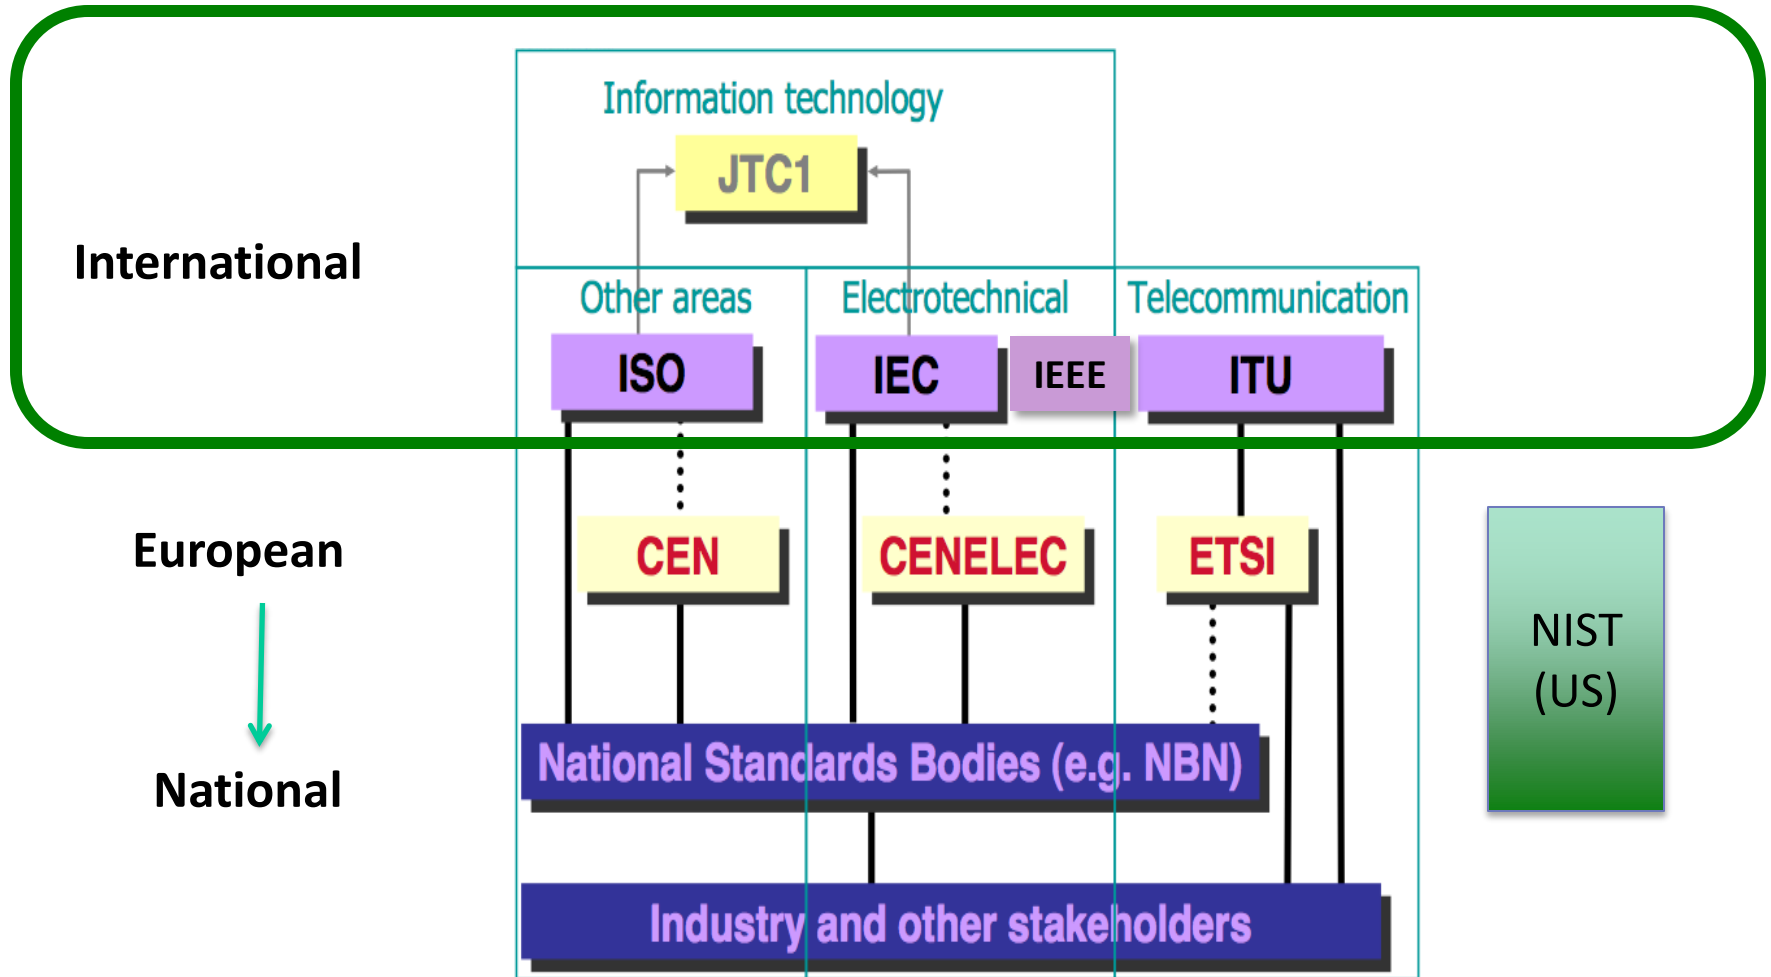 Information technology
JTC1
International
Other areas
Electrotechnical
Telecommunication
ISO
IEC
IEEE
ITU
European
CEN
CENELEC
ETSI
NIST
(US)
National
National Standards Bodies (e.g. NBN)
Industry and other stakeholders